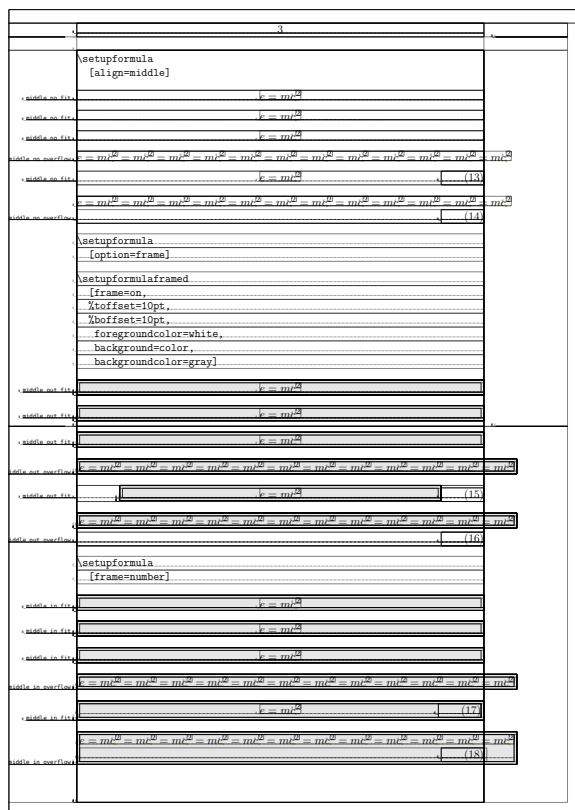 3
\setupformula
[align=middle]
middle no fit e = mc²
middle no fit e = mc²
middle no fit e = mc²
middle no overflow e = mc² = mc² = mc² = mc² = mc² = mc² = mc² = mc² = mc² = mc² = mc² = mc² = mc²
middle no fit e = mc² (13)
e = mc² = mc² = mc² = mc² = mc² = mc² = mc² = mc² = mc² = mc² = mc² = mc² = mc²
middle no overflow (14)
\setupformula
[option=frame]
\setupformulaframed
[frame=on,
%toffset=10pt,
%boffset=10pt,
foregroundcolor=white,
background=color,
backgroundcolor=gray]
middle out fit e = mc²
middle out fit e = mc²
middle out fit e = mc²
iddle out overflow e = mc² = mc² = mc² = mc² = mc² = mc² = mc² = mc² = mc² = mc² = mc² = mc² = mc²
middle out fit e = mc² (15)
e = mc² = mc² = mc² = mc² = mc² = mc² = mc² = mc² = mc² = mc² = mc² = mc² = mc²
iddle out overflow (16)
\setupformula
[frame=number]
middle in fit e = mc²
middle in fit e = mc²
middle in fit e = mc²
middle in overflow e = mc² = mc² = mc² = mc² = mc² = mc² = mc² = mc² = mc² = mc² = mc² = mc² = mc²
middle in fit e = mc² (17)
e = mc² = mc² = mc² = mc² = mc² = mc² = mc² = mc² = mc² = mc² = mc² = mc² = mc²
middle in overflow (18)